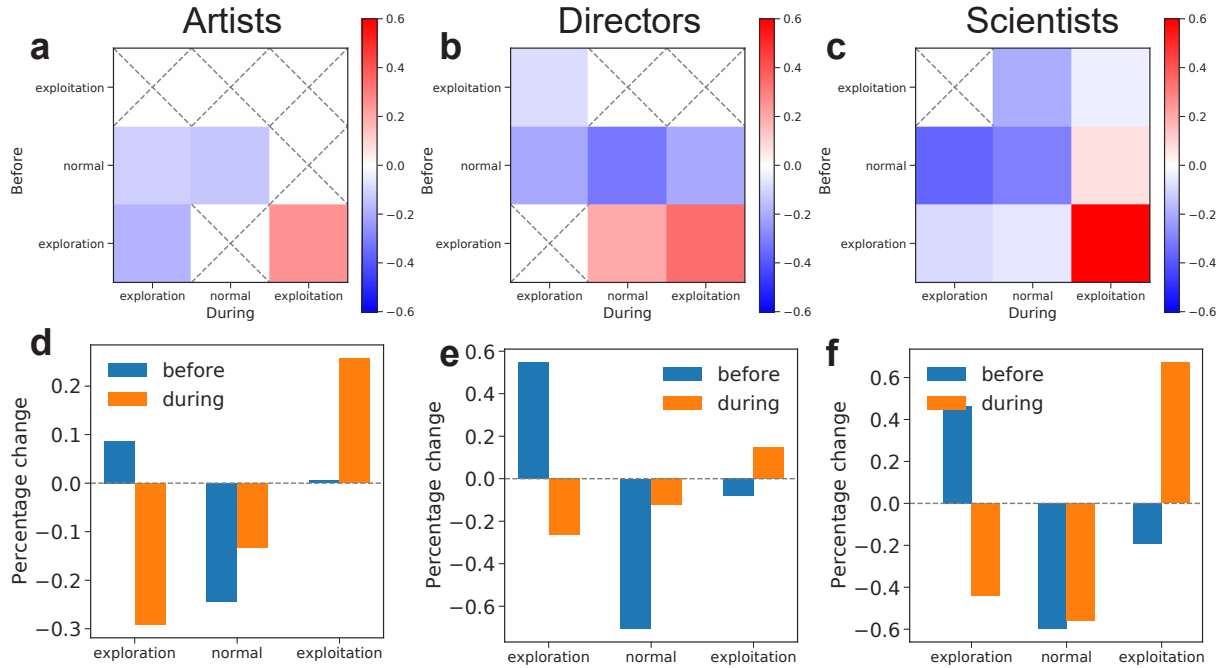 Artists
Directors
Scientists
a
exploitation
normal
exploration
Before
exploration normal exploitation
During
0.6
0.4
0.2
0.0
−0.2
−0.4
−0.6
b
exploitation
normal
exploration
Before
exploration normal exploitation
During
0.6
0.4
0.2
0.0
−0.2
−0.4
−0.6
c
exploitation
normal
exploration
Before
exploration normal exploitation
During
0.6
0.4
0.2
0.0
−0.2
−0.4
−0.6
d
before
during
Percentage change
0.2
0.1
0.0
−0.1
−0.2
−0.3
exploration normal exploitation
e
before
during
Percentage change
0.6
0.4
0.2
0.0
−0.2
−0.4
−0.6
exploration normal exploitation
f
before
during
Percentage change
0.6
0.4
0.2
0.0
−0.2
−0.4
−0.6
exploration normal exploitation